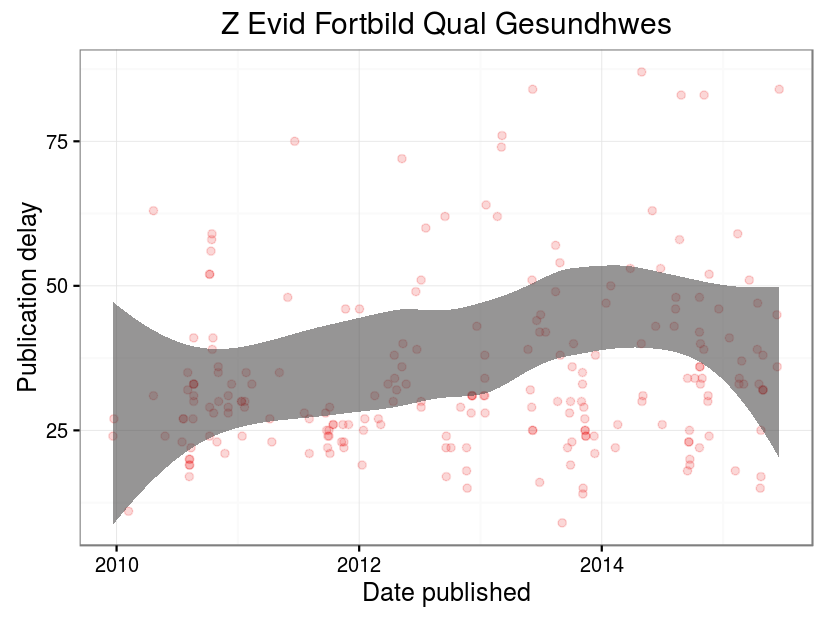 Z Evid Fortbild Qual Gesundhwes
Publication delay
75
50
25
2010
2012
2014
Date published